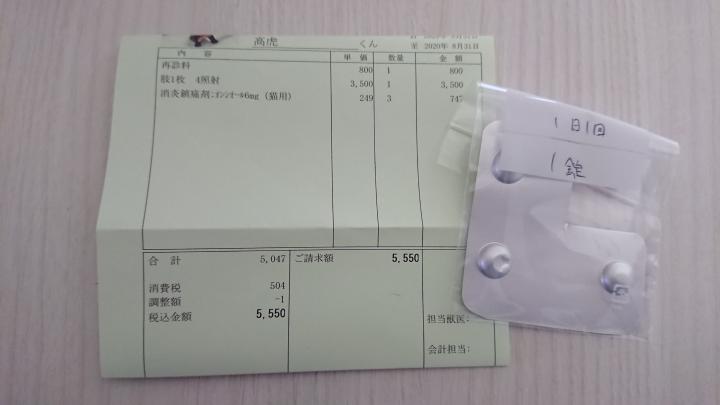 至 2020年 8月31日
高虎 くん
内 容 単 価 数量 金 額
再診料 800 1 800
肢1枚 4照射 3,500 1 3,500
消炎鎮痛剤:ｵﾝｼｵｰﾙ6mg (猫用) 249 3 747
合 計 5,047 ご請求額 5,550
消費税 504
調整額 -1
税込金額 5,550
担当獣医:
会計担当:
1日1回
1錠